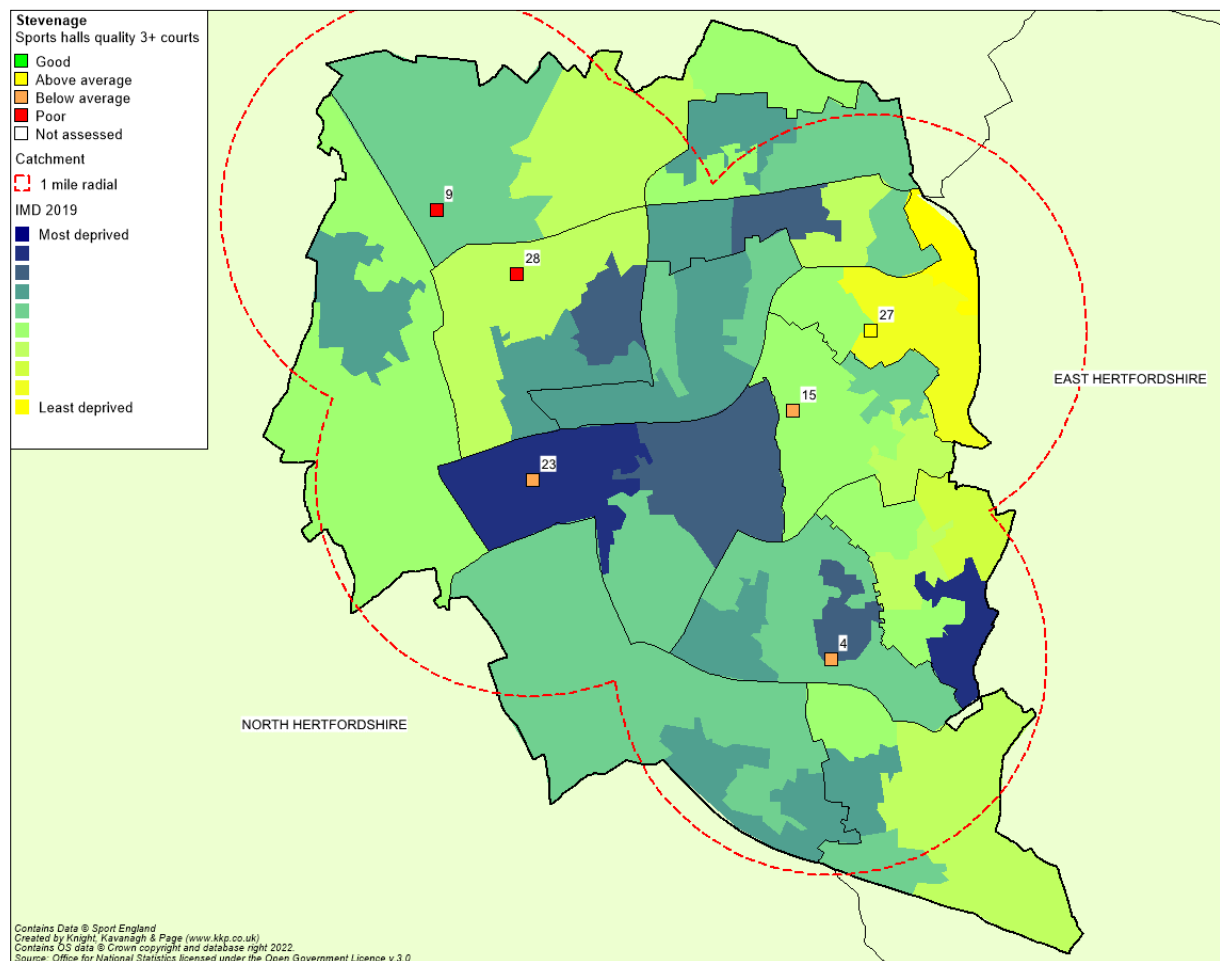 Stevenage
Sports halls quality 3+ courts
Good
Above average
Below average
Poor
Not assessed
Catchment
1 mile radial
IMD 2019
Most deprived
Least deprived
9
28
27
EAST HERTFORDSHIRE
15
23
4
NORTH HERTFORDSHIRE
Contains Data ® Sport England
Created by Knight, Kavanagh & Page (www.kkp.co.uk)
Contains OS data © Crown copyright and database right 2022.
Source: Office for National Statistics licensed under the Open Government Licence v.3.0